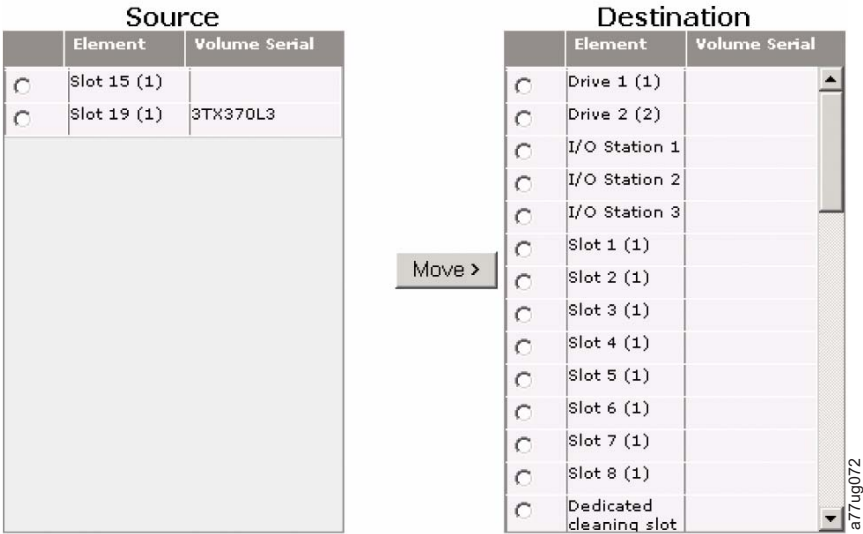 Source
Element Volume Serial
Slot 15 (1)
Slot 19 (1) 3TX370L3
Move >
Destination
Element Volume Serial
Drive 1 (1)
Drive 2 (2)
I/O Station 1
I/O Station 2
I/O Station 3
Slot 1 (1)
Slot 2 (1)
Slot 3 (1)
Slot 4 (1)
Slot 5 (1)
Slot 6 (1)
Slot 7 (1)
Slot 8 (1)
Dedicated
cleaning slot
a77ug072